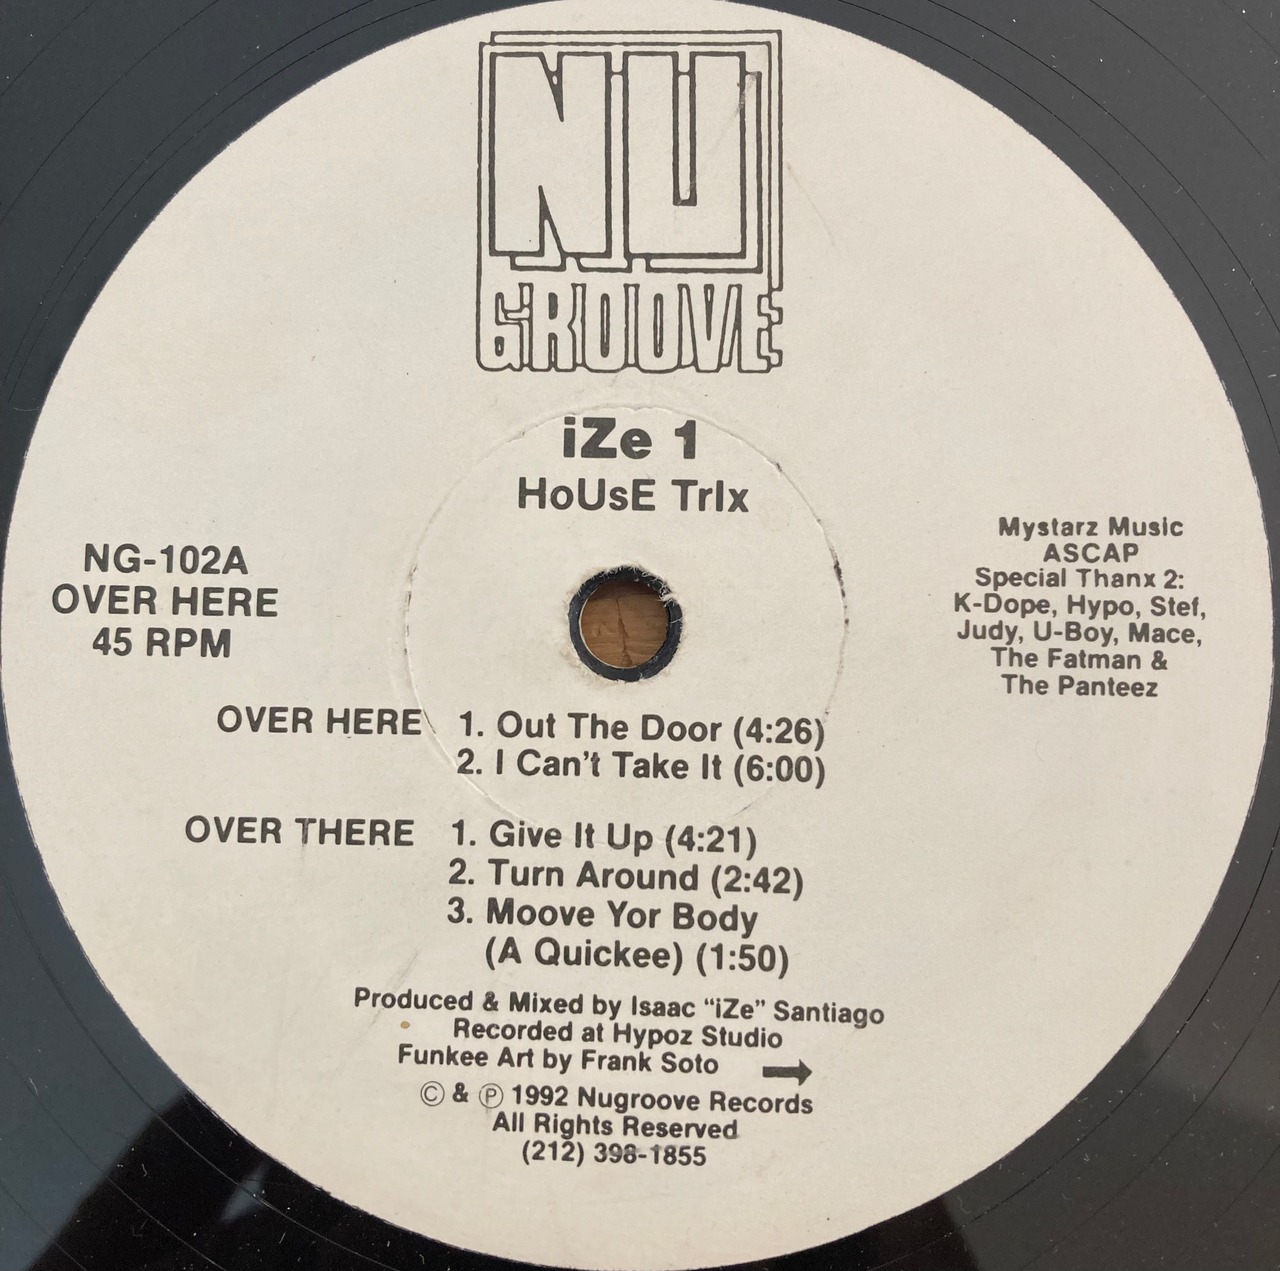 NU
GROOVE
iZe 1
HoUsE TrIx
NG-102A
OVER HERE
45 RPM
Mystarz Music
ASCAP
Special Thanx 2:
K-Dope, Hypo, Stef,
Judy, U-Boy, Mace,
The Fatman &
The Panteez
OVER HERE 1. Out The Door (4:26)
2. I Can't Take It (6:00)
OVER THERE 1. Give It Up (4:21)
2. Turn Around (2:42)
3. Moove Yor Body
(A Quickee) (1:50)
Produced & Mixed by Isaac "iZe" Santiago
Recorded at Hypoz Studio
Funkee Art by Frank Soto
© & ℗ 1992 Nugroove Records
All Rights Reserved
(212) 398-1855